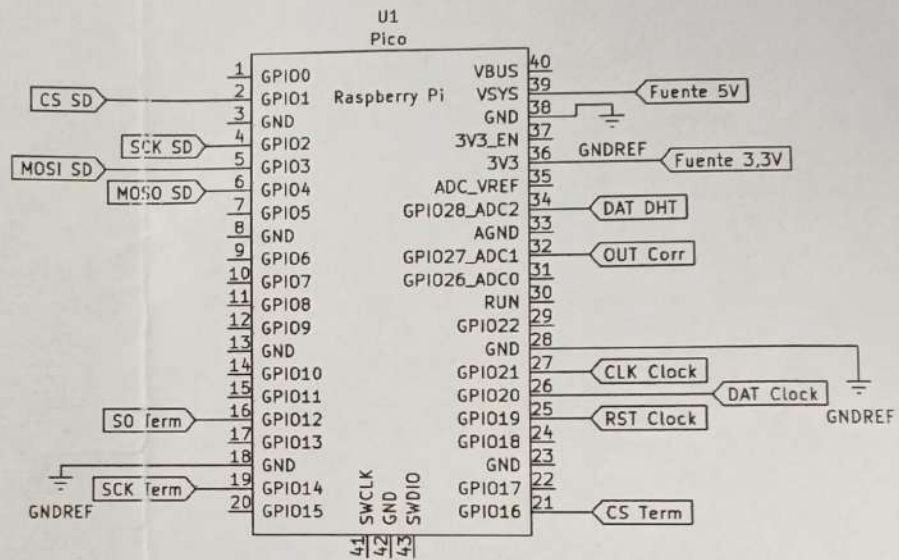 U1
Pico
1 GPIO0 VBUS 40
CS SD 2 GPIO1 Raspberry Pi VSYS 39 Fuente 5V
3 GND GND 38
SCK SD 4 GPIO2 3V3_EN 37
MOSI SD 5 GPIO3 3V3 36 GNDREF Fuente 3,3V
MOSO SD 6 GPIO4 ADC_VREF 35
7 GPIO5 GPIO28_ADC2 34 DAT DHT
8 GND AGND 33
9 GPIO6 GPIO27_ADC1 32 OUT Corr
10 GPIO7 GPIO26_ADC0 31
11 GPIO8 RUN 30
12 GPIO9 GPIO22 29
13 GND GND 28
14 GPIO10 GPIO21 27 CLK Clock
15 GPIO11 GPIO20 26 DAT Clock
16 SO Term GPIO12 GPIO19 25 RST Clock GNDREF
17 GPIO13 GPIO18 24
18 GND GND 23
SCK Term 19 GPIO14 GPIO17 22
GNDREF 20 GPIO15 GPIO16 21 CS Term
SWCLK GND SWDIO
41 42 43